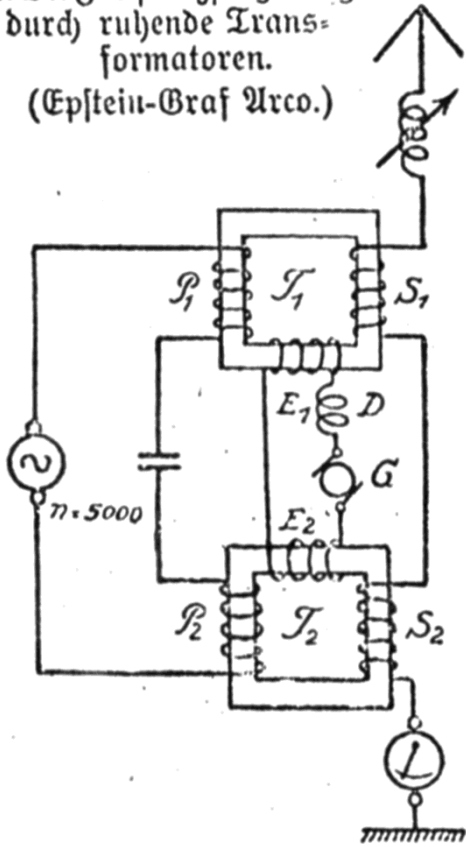 durch ruhende Trans=
formatoren.
(Epstein-Graf Arco.)
P1 T1 S1
E1 D
G
n=5000
E2
P2 T2 S2